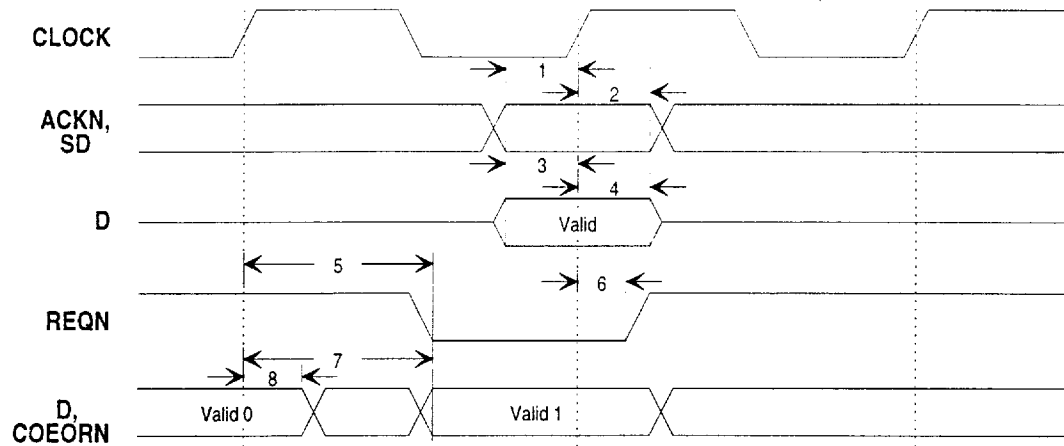 CLOCK
1
2
ACKN,
SD
3
4
D
Valid
5
6
REQN
7
8
D,
COEORN
Valid 0
Valid 1